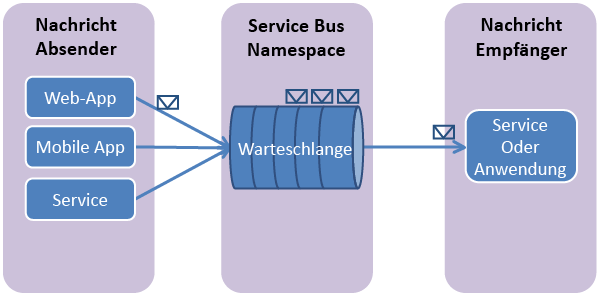 Nachricht
Absender
Web-App
Mobile App
Service
Service Bus
Namespace
Warteschlange
Nachricht
Empfänger
Service
Oder
Anwendung